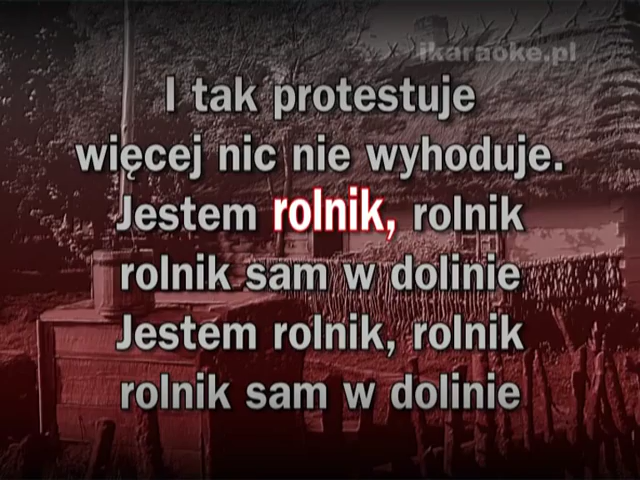 ikaraoke.pl
I tak protestuje
więcej nic nie wyhoduje.
Jestem rolnik, rolnik
rolnik sam w dolinie
Jestem rolnik, rolnik
rolnik sam w dolinie